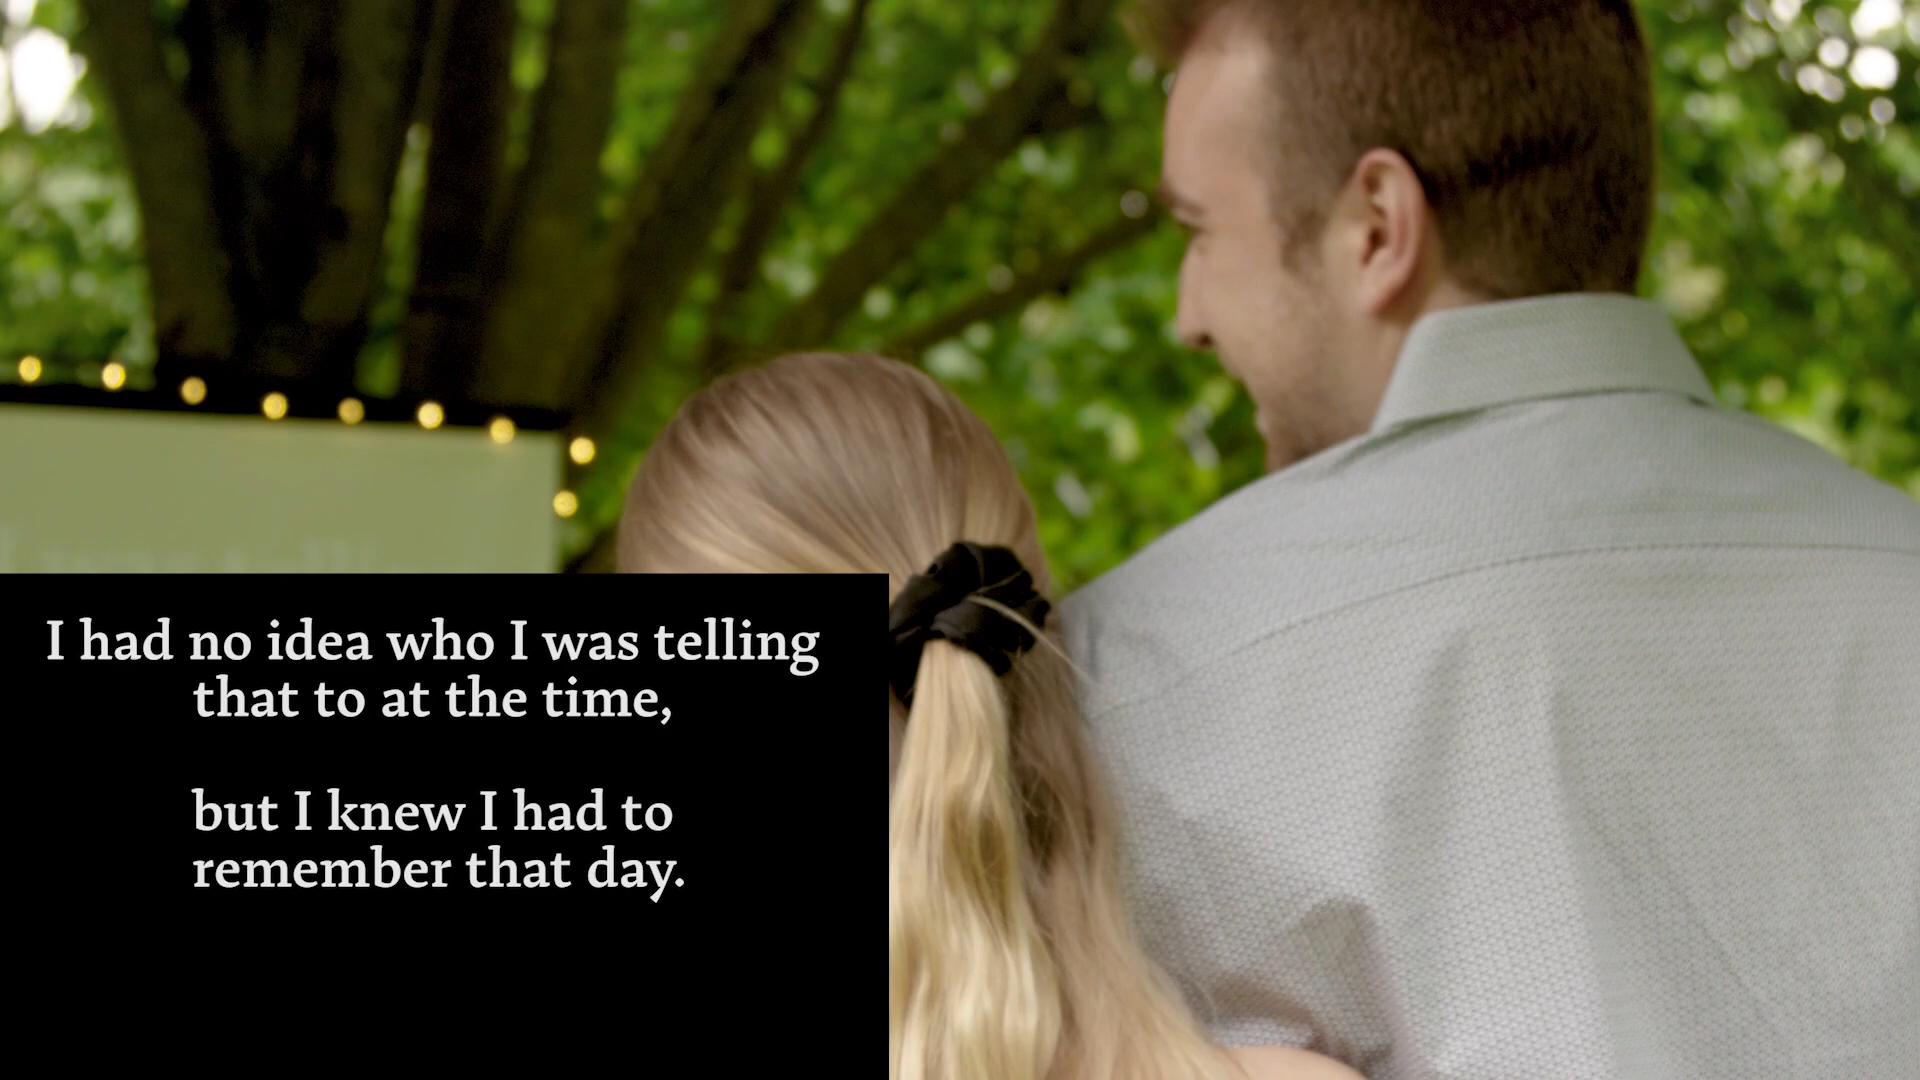 I had no idea who I was telling
that to at the time,
but I knew I had to
remember that day.